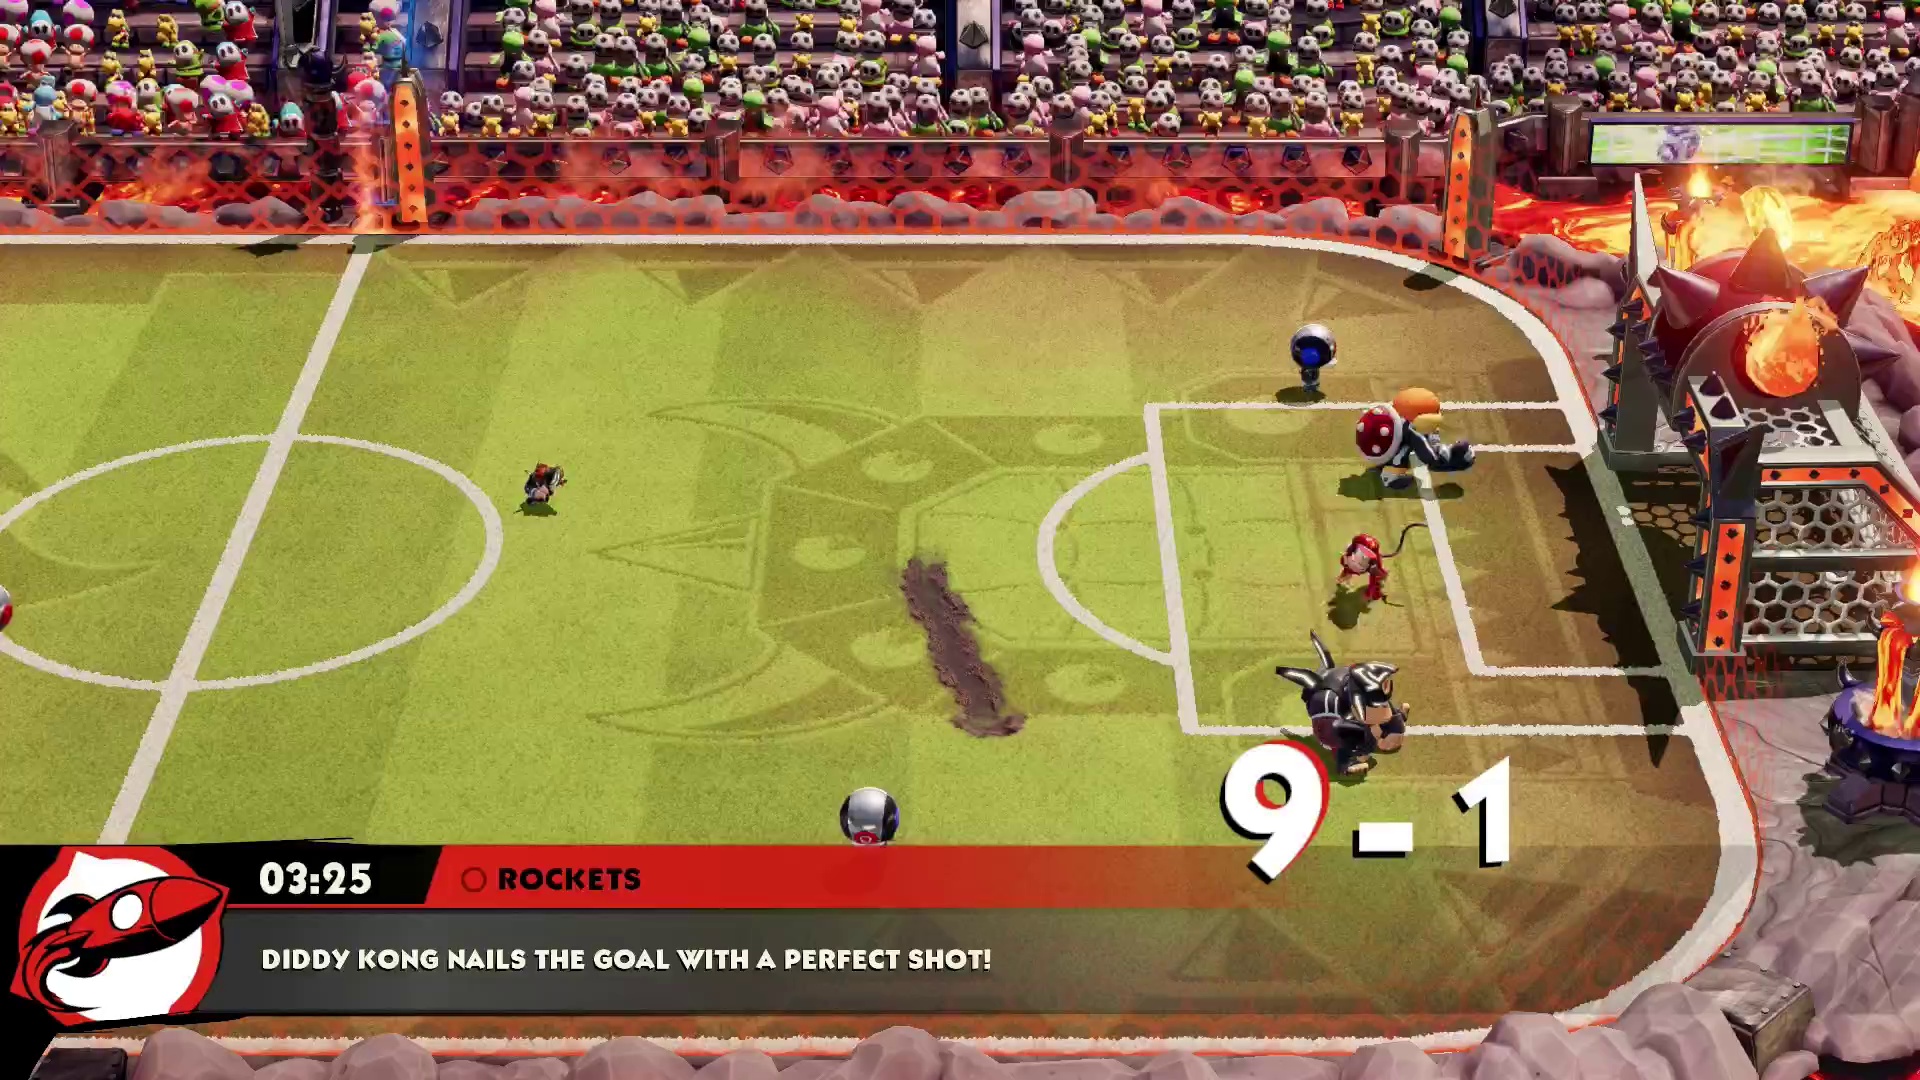 9 - 1
03:25
ROCKETS
DIDDY KONG NAILS THE GOAL WITH A PERFECT SHOT!